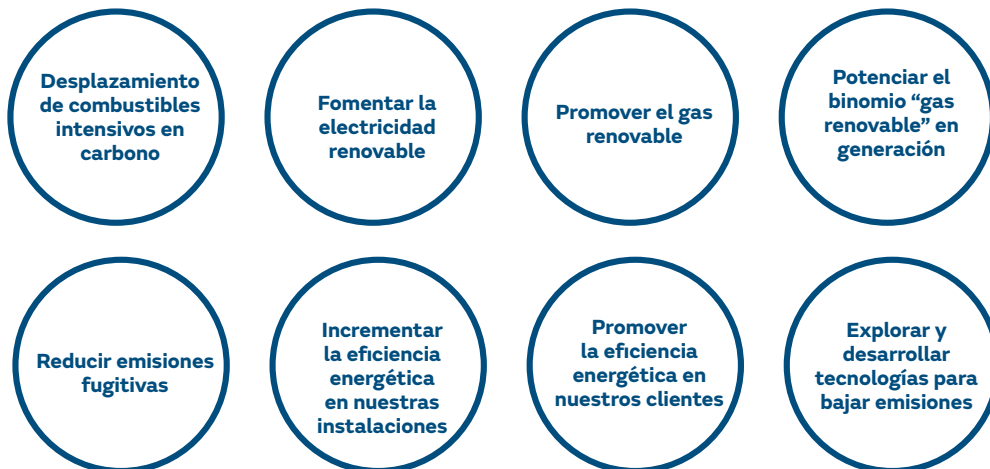 Desplazamiento
de combustibles
intensivos en
carbono
Fomentar la
electricidad
renovable
Promover el gas
renovable
Potenciar el
binomio “gas
renovable” en
generación
Reducir emisiones
fugitivas
Incrementar
la eficiencia
energética
en nuestras
instalaciones
Promover
la eficiencia
energética en
nuestros clientes
Explorar y
desarrollar
tecnologías para
bajar emisiones